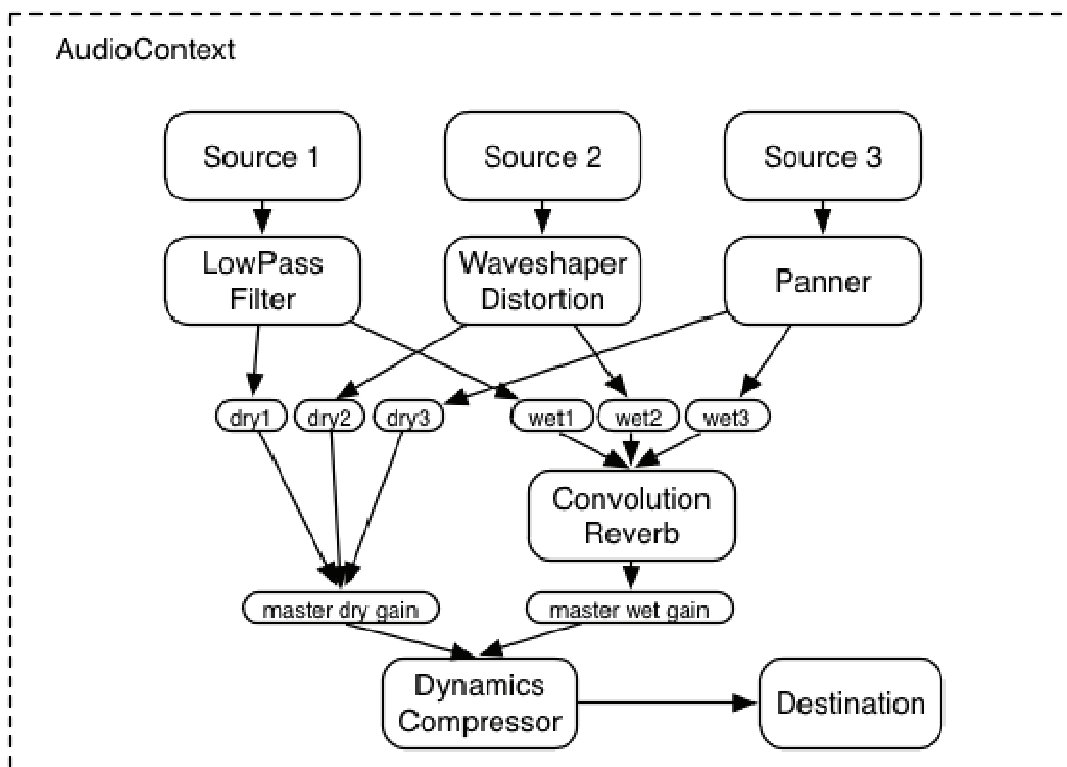 AudioContext
Source 1
Source 2
Source 3
LowPass
Filter
Waveshaper
Distortion
Panner
dry1
dry2
dry3
wet1
wet2
wet3
Convolution
Reverb
master dry gain
master wet gain
Dynamics
Compressor
Destination